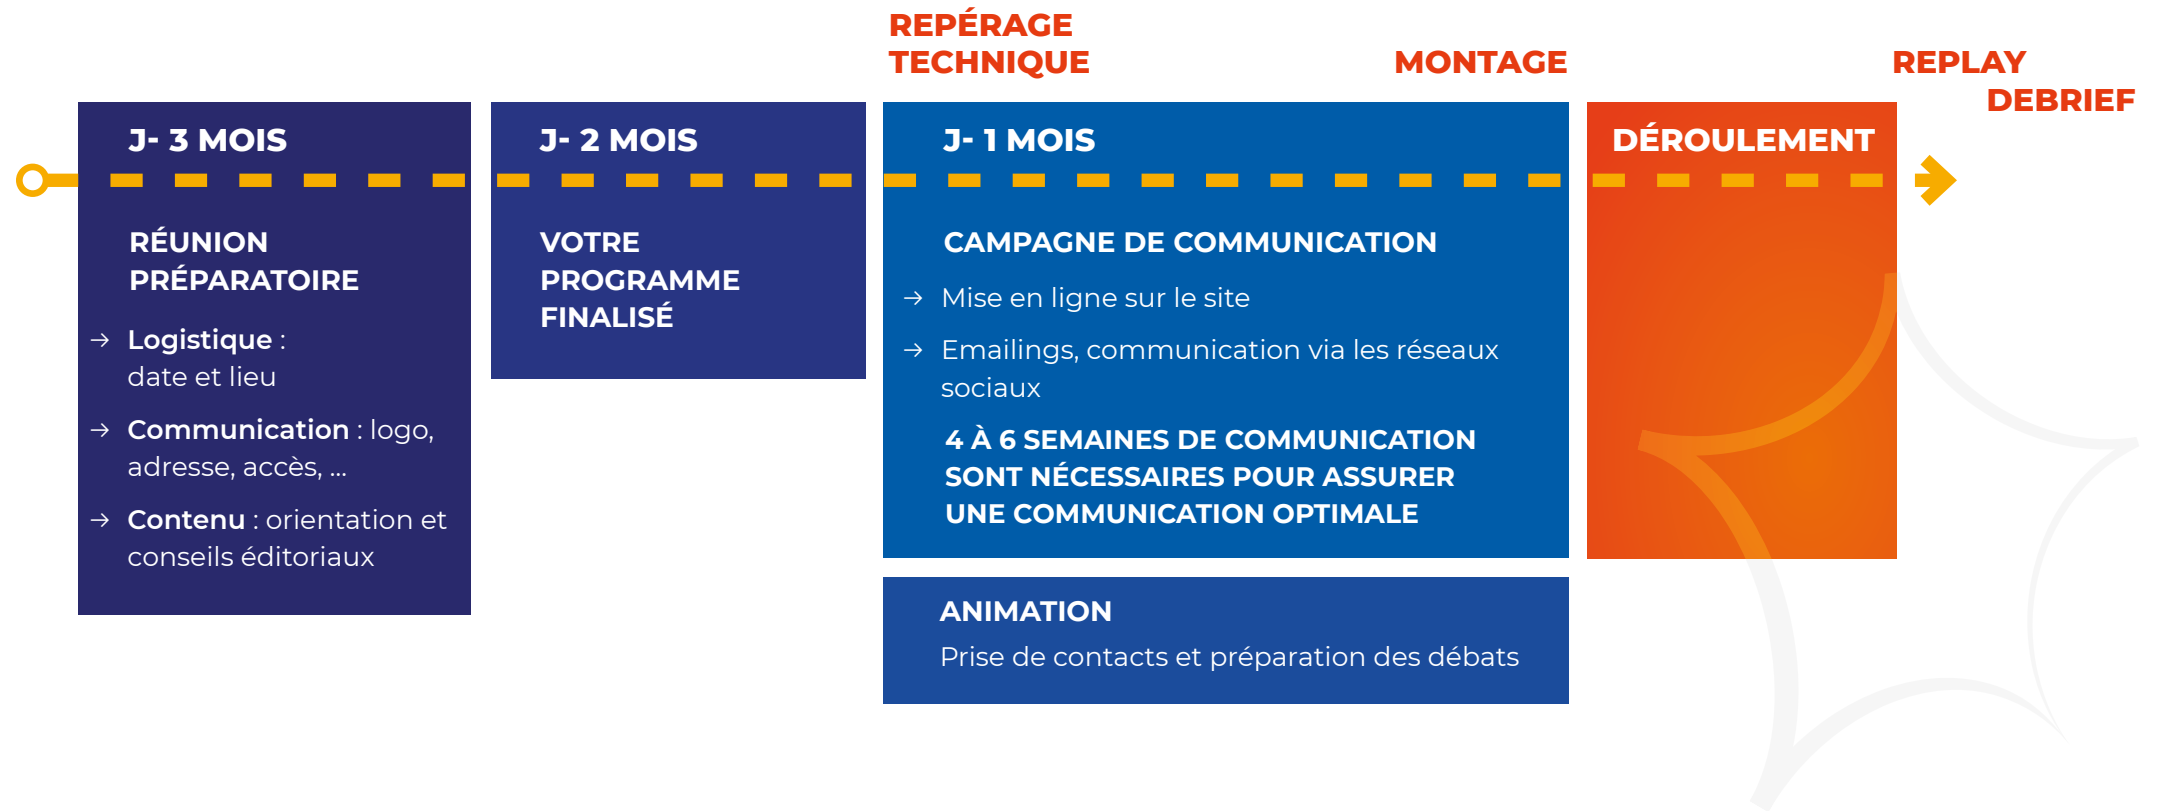 REPÉRAGE
TECHNIQUE
MONTAGE
REPLAY
DEBRIEF
J- 3 MOIS
RÉUNION
PRÉPARATOIRE
→ Logistique :
date et lieu
→ Communication : logo,
adresse, accès, ...
→ Contenu : orientation et
conseils éditoriaux
J- 2 MOIS
VOTRE
PROGRAMME
FINALISÉ
J- 1 MOIS
CAMPAGNE DE COMMUNICATION
→ Mise en ligne sur le site
→ Emailings, communication via les réseaux
sociaux
4 À 6 SEMAINES DE COMMUNICATION
SONT NÉCESSAIRES POUR ASSURER
UNE COMMUNICATION OPTIMALE
ANIMATION
Prise de contacts et préparation des débats
DÉROULEMENT